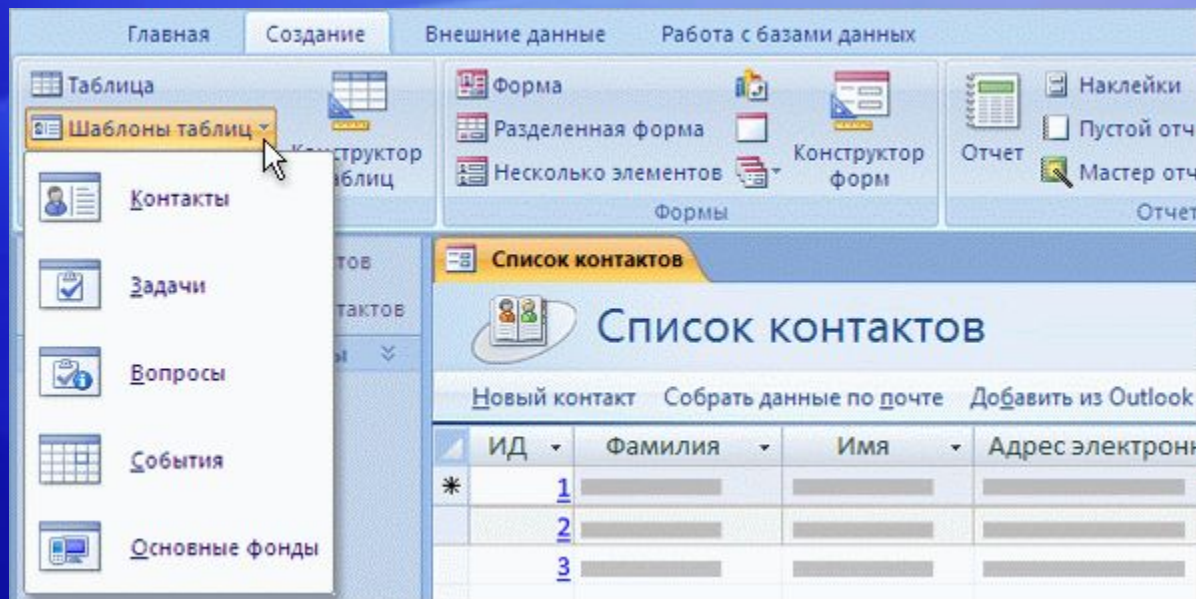 Главная Создание Внешние данные Работа с базами данных
Таблица
Шаблоны таблиц
Конструктор таблиц
Форма
Разделенная форма
Несколько элементов
Конструктор форм
Формы
Отчет
Наклейки
Пустой отч
Мастер отч
Отчет
Контакты
Задачи
Вопросы
События
Основные фонды
тов
тактов
ы
Список контактов
Список контактов
Новый контакт Собрать данные по почте Добавить из Outlook
ИД Фамилия Имя Адрес электрон
1
2
3